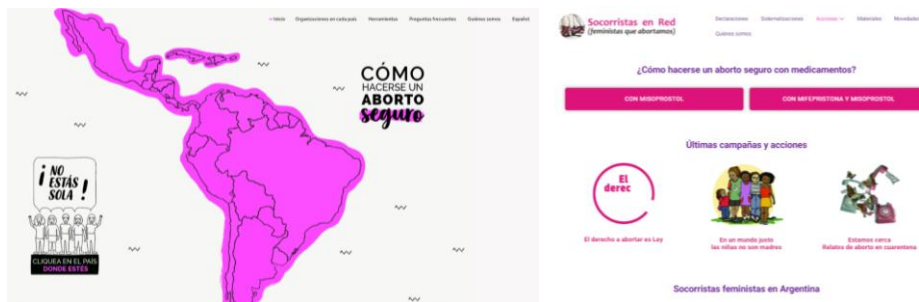 Inicio Organizaciones en cada país Herramientas Preguntas frecuentes Quiénes somos Español
CÓMO
HACERSE UN
ABORTO
seguro
¡NO
ESTÁS
SOLA!
CLIQUEA EN EL PAÍS
DONDE ESTÉS
Socorristas en Red
(feministas que abortamos)
Declaraciones Sistematizaciones Acciones Materiales Novedades
Quiénes somos
¿Cómo hacerse un aborto seguro con medicamentos?
CON MISOPROSTOL
CON MIFEPRISTONA Y MISOPROSTOL
Últimas campañas y acciones
El
derec
El derecho a abortar es Ley
En un mundo justo
las niñas no son madres
Estamos cerca
Relatos de aborto en cuarentena
Socorristas feministas en Argentina